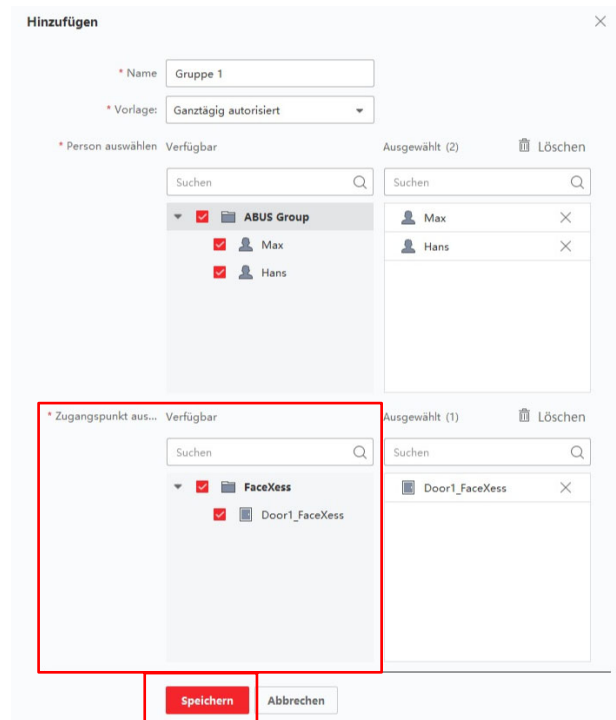 Hinzufügen
* Name Gruppe 1
* Vorlage: Ganztägig autorisiert
* Person auswählen Verfügbar Ausgewählt (2) Löschen
Suchen Suchen
ABUS Group Max
Max Hans
Hans
* Zugangspunkt aus... Verfügbar Ausgewählt (1) Löschen
Suchen Suchen
FaceXess Door1_FaceXess
Door1_FaceXess
Speichern Abbrechen